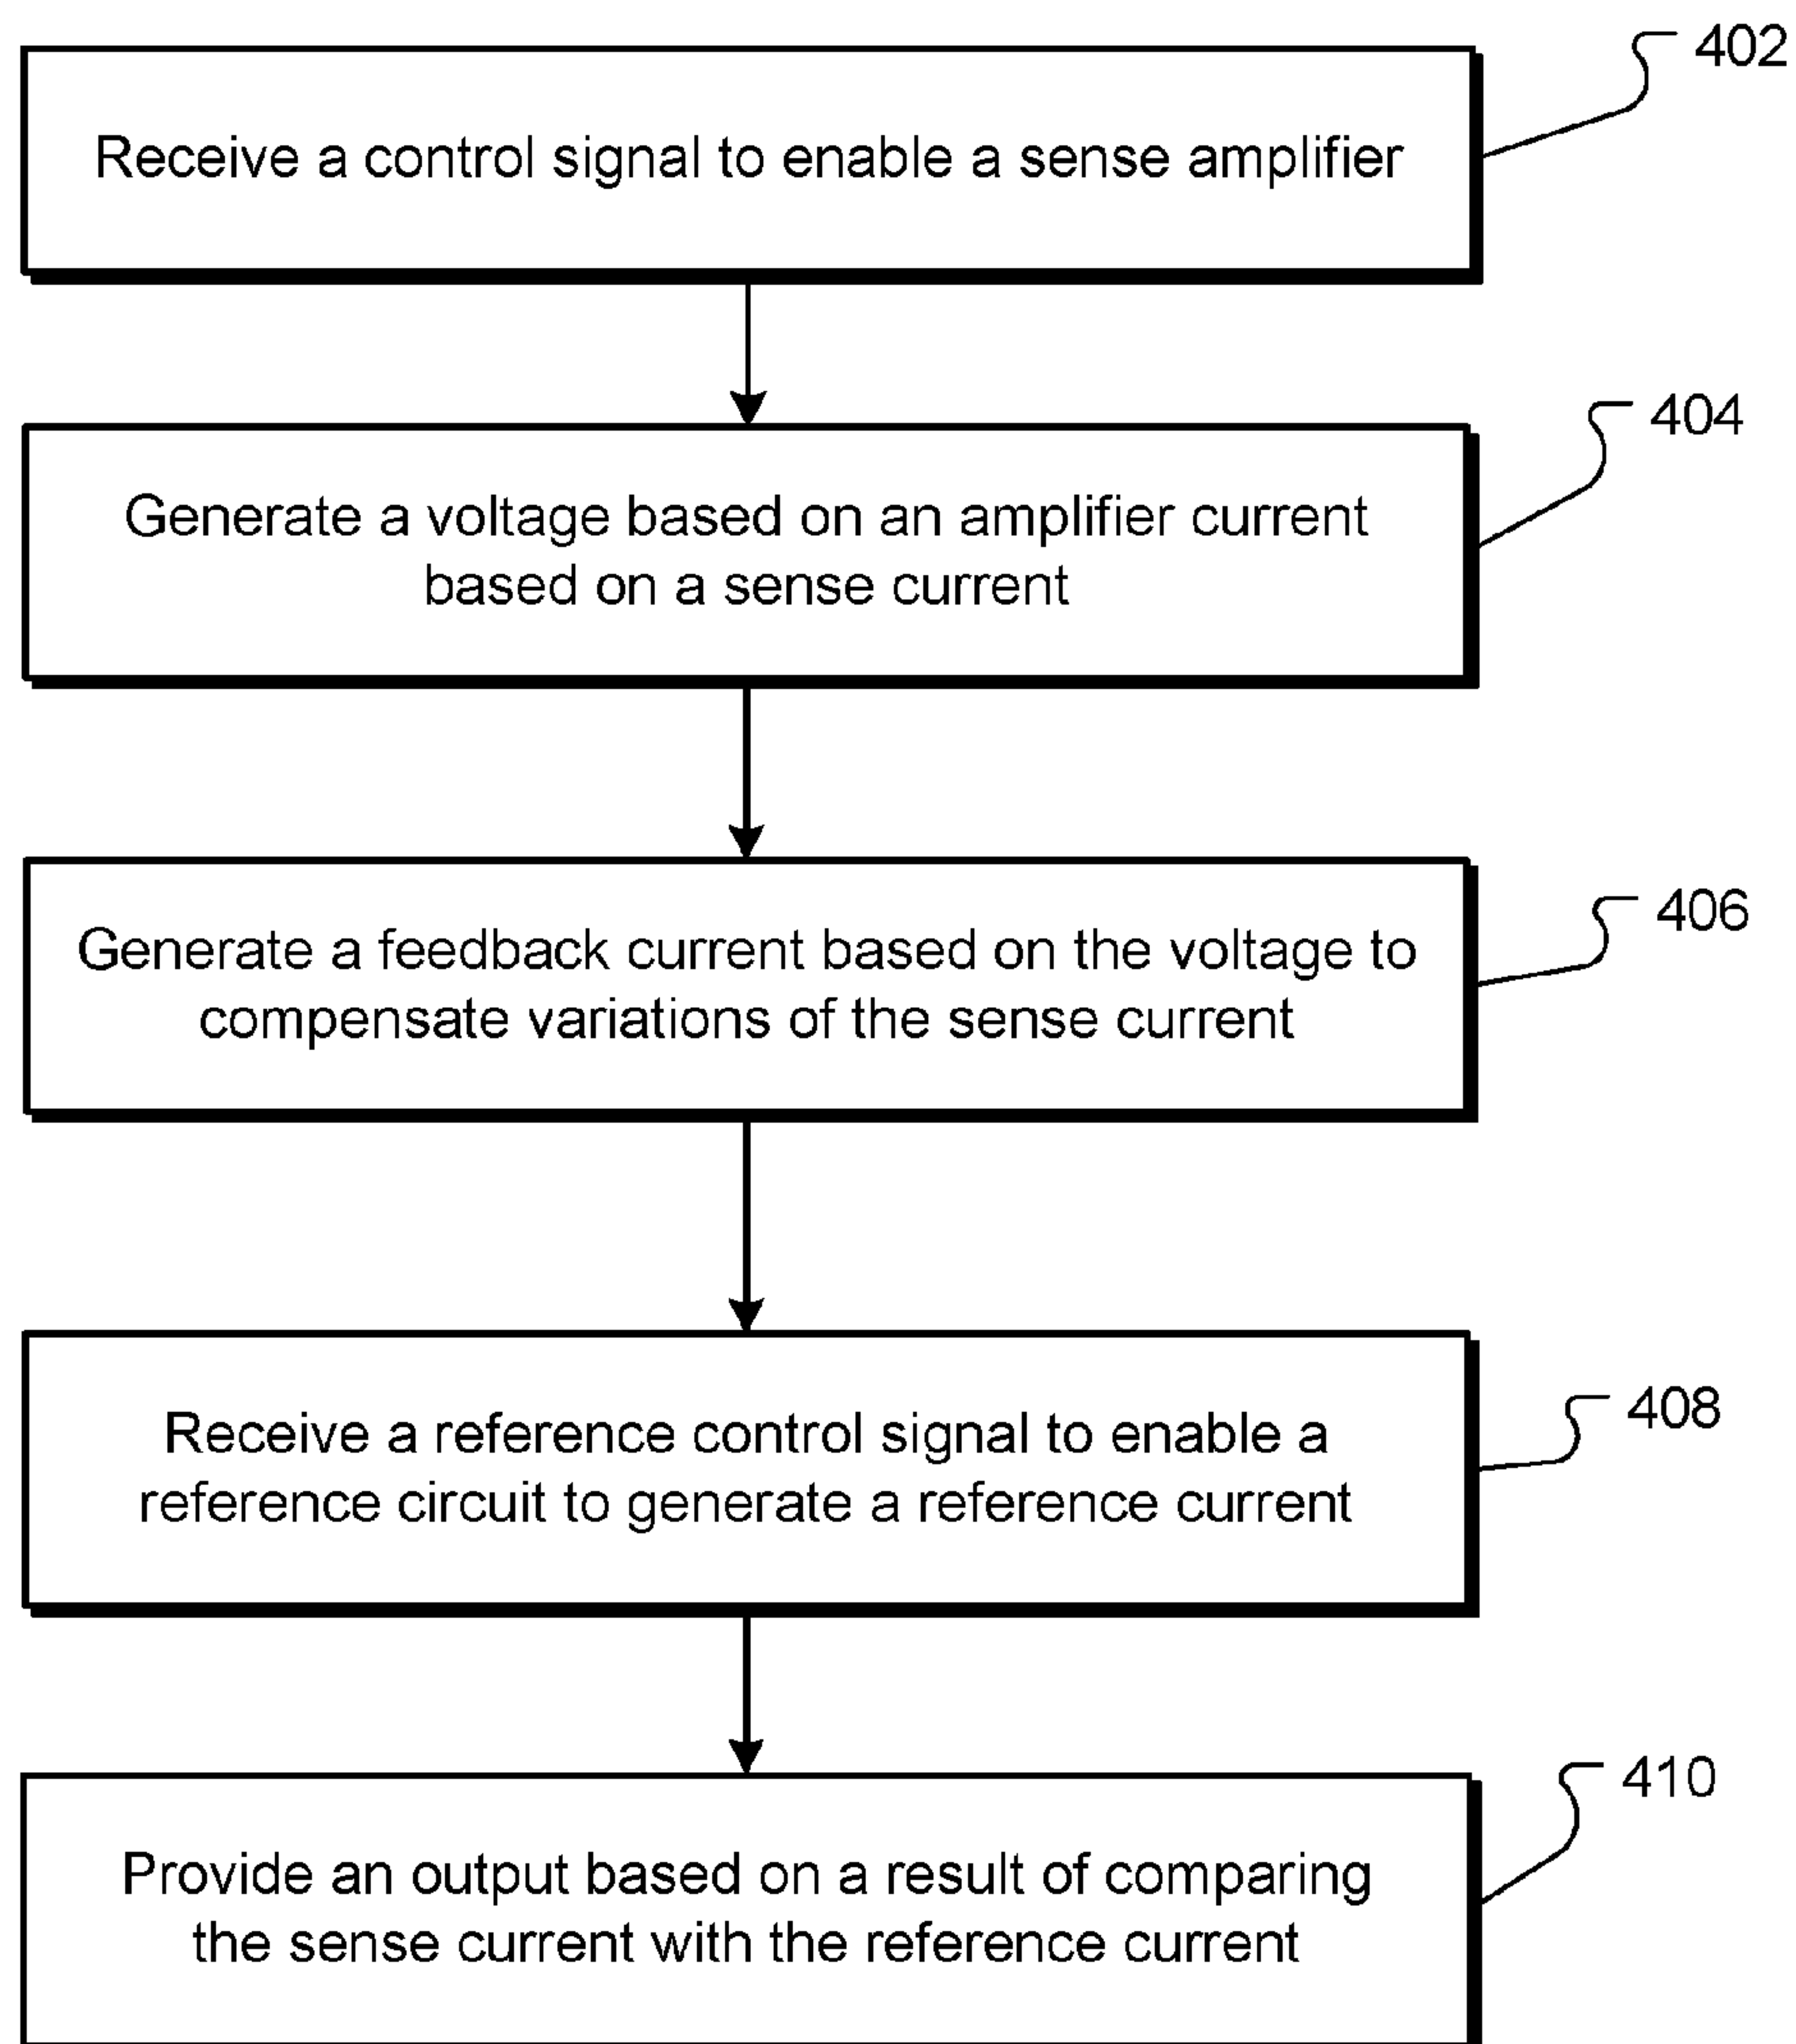 402
Receive a control signal to enable a sense amplifier
404
Generate a voltage based on an amplifier current
based on a sense current
406
Generate a feedback current based on the voltage to
compensate variations of the sense current
408
Receive a reference control signal to enable a
reference circuit to generate a reference current
410
Provide an output based on a result of comparing
the sense current with the reference current